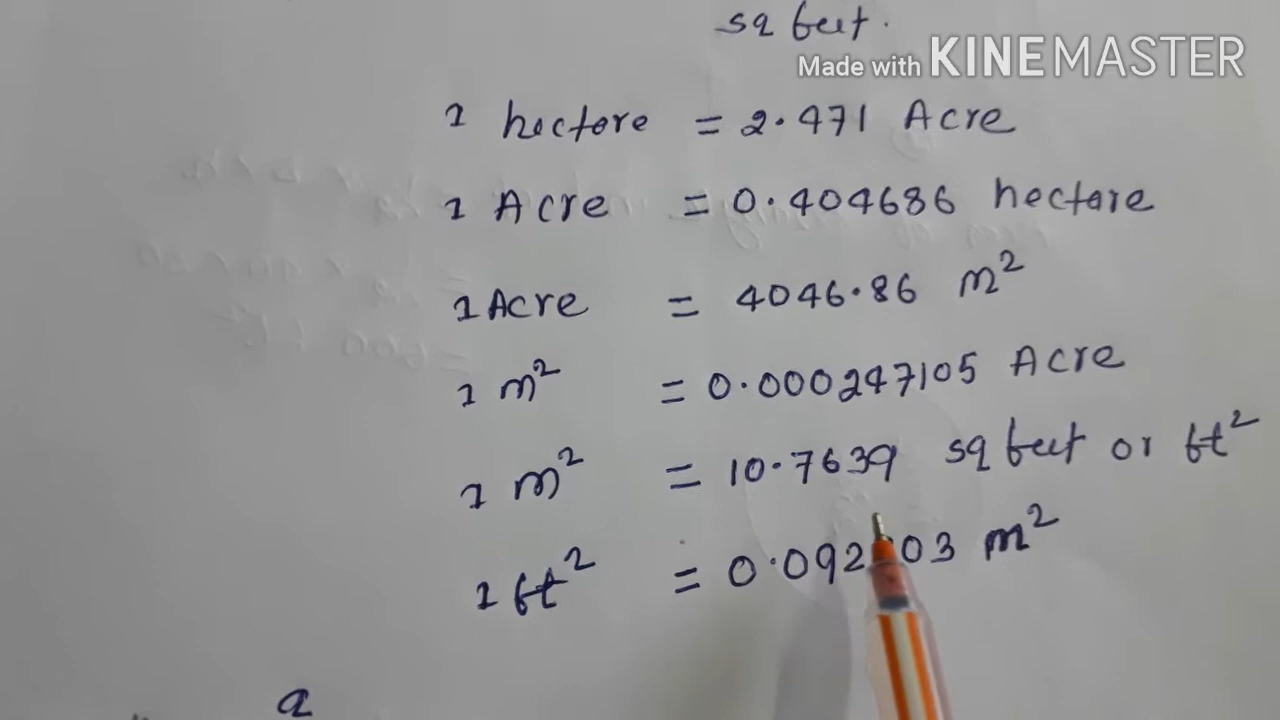 sq feet.
Made with KINEMASTER
1 hectore = 2.471 Acre
1 Acre = 0.404686 hectare
1 Acre = 4046.86 m²
1 m² = 0.000247105 Acre
1 m² = 10.7639 sq feet or ft²
1 ft² = 0.092 03 m²
a